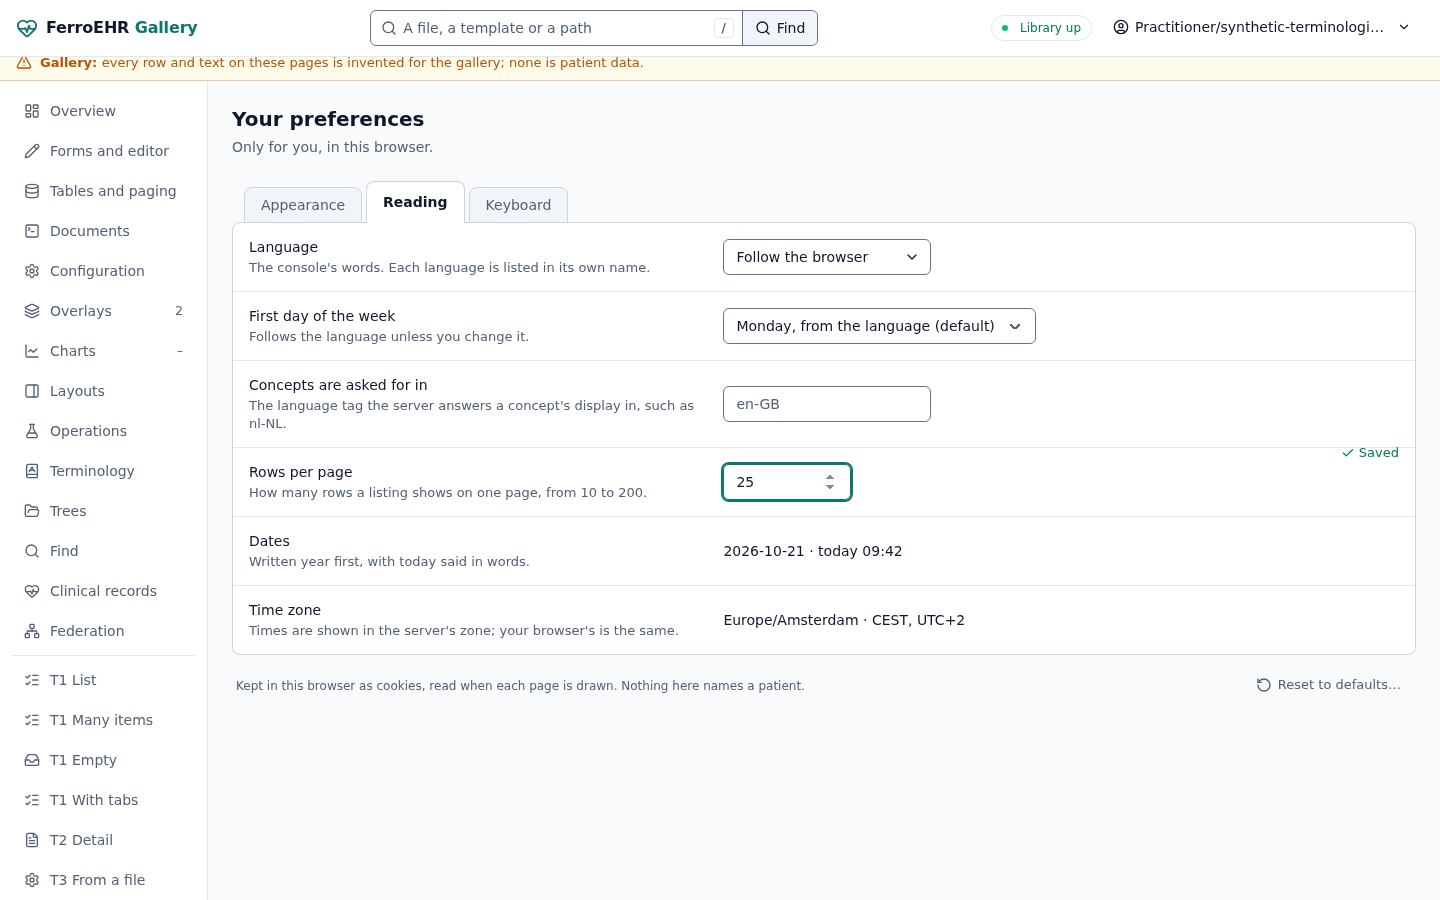 FerroEHR Gallery
A file, a template or a path
/
Find
Library up
Practitioner/synthetic-terminologi…
Gallery: every row and text on these pages is invented for the gallery; none is patient data.
Overview
Forms and editor
Tables and paging
Documents
Configuration
Overlays 2
Charts –
Layouts
Operations
Terminology
Trees
Find
Clinical records
Federation
T1 List
T1 Many items
T1 Empty
T1 With tabs
T2 Detail
T3 From a file
Your preferences
Only for you, in this browser.
Appearance
Reading
Keyboard
Language
The console's words. Each language is listed in its own name.
Follow the browser
First day of the week
Follows the language unless you change it.
Monday, from the language (default)
Concepts are asked for in
The language tag the server answers a concept's display in, such as
nl-NL.
en-GB
Saved
Rows per page
How many rows a listing shows on one page, from 10 to 200.
25
Dates
Written year first, with today said in words.
2026-10-21 · today 09:42
Time zone
Times are shown in the server's zone; your browser's is the same.
Europe/Amsterdam · CEST, UTC+2
Kept in this browser as cookies, read when each page is drawn. Nothing here names a patient.
Reset to defaults…